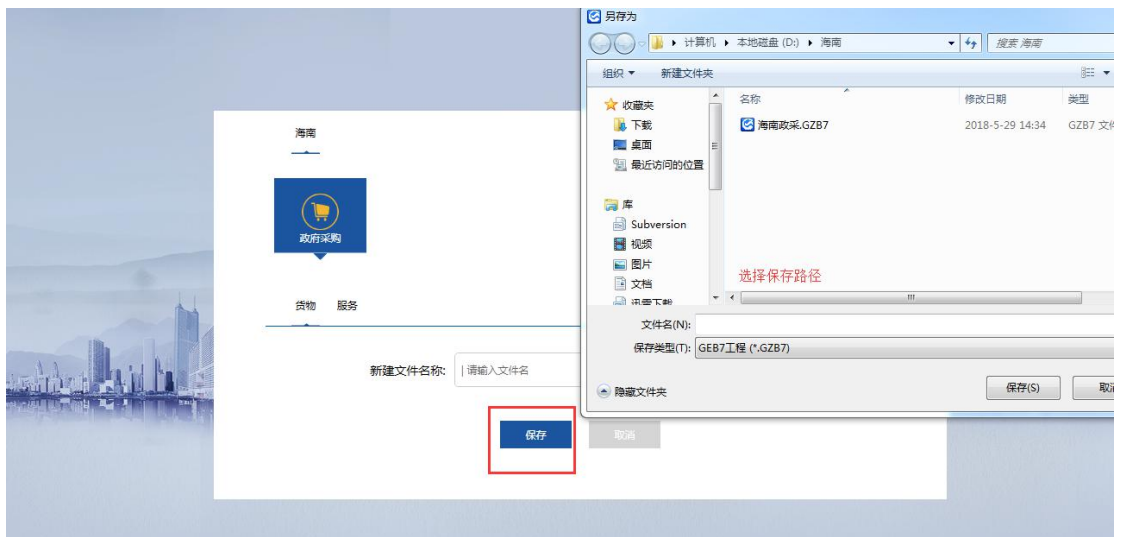 另存为
计算机 ▶ 本地磁盘 (D:) ▶ 海南
搜索 海南
组织 新建文件夹
名称 修改日期 类型
收藏夹
下载
桌面
最近访问的位置
库
Subversion
视频
图片
文档
迅雷下载
海南政采.GZB7 2018-5-29 14:34 GZB7 文件
选择保存路径
文件名(N):
保存类型(T): GEB7工程 (*.GZB7)
隐藏文件夹
保存(S)
海南
政府采购
货物 服务
新建文件名称: 请输入文件名
保存 取消